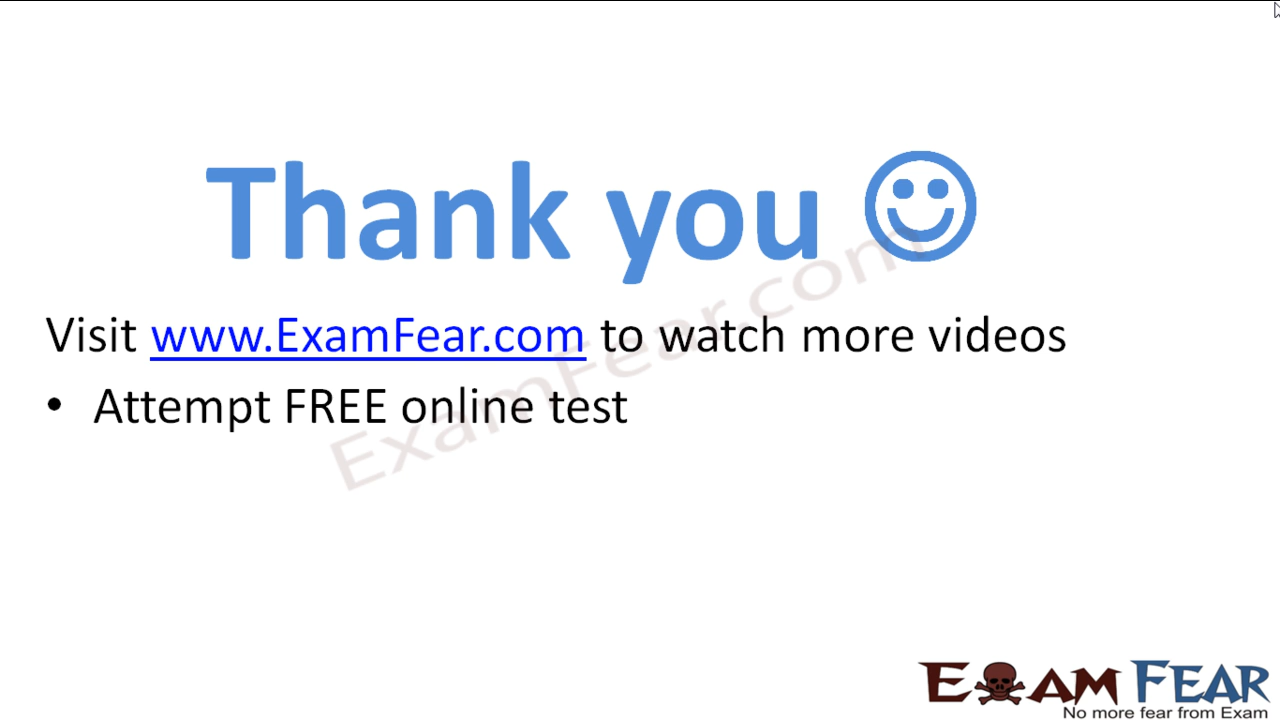 Thank you ☺
Visit www.ExamFear.com to watch more videos
• Attempt FREE online test
ExamFear.com
EXAM FEAR
No more fear from Exam